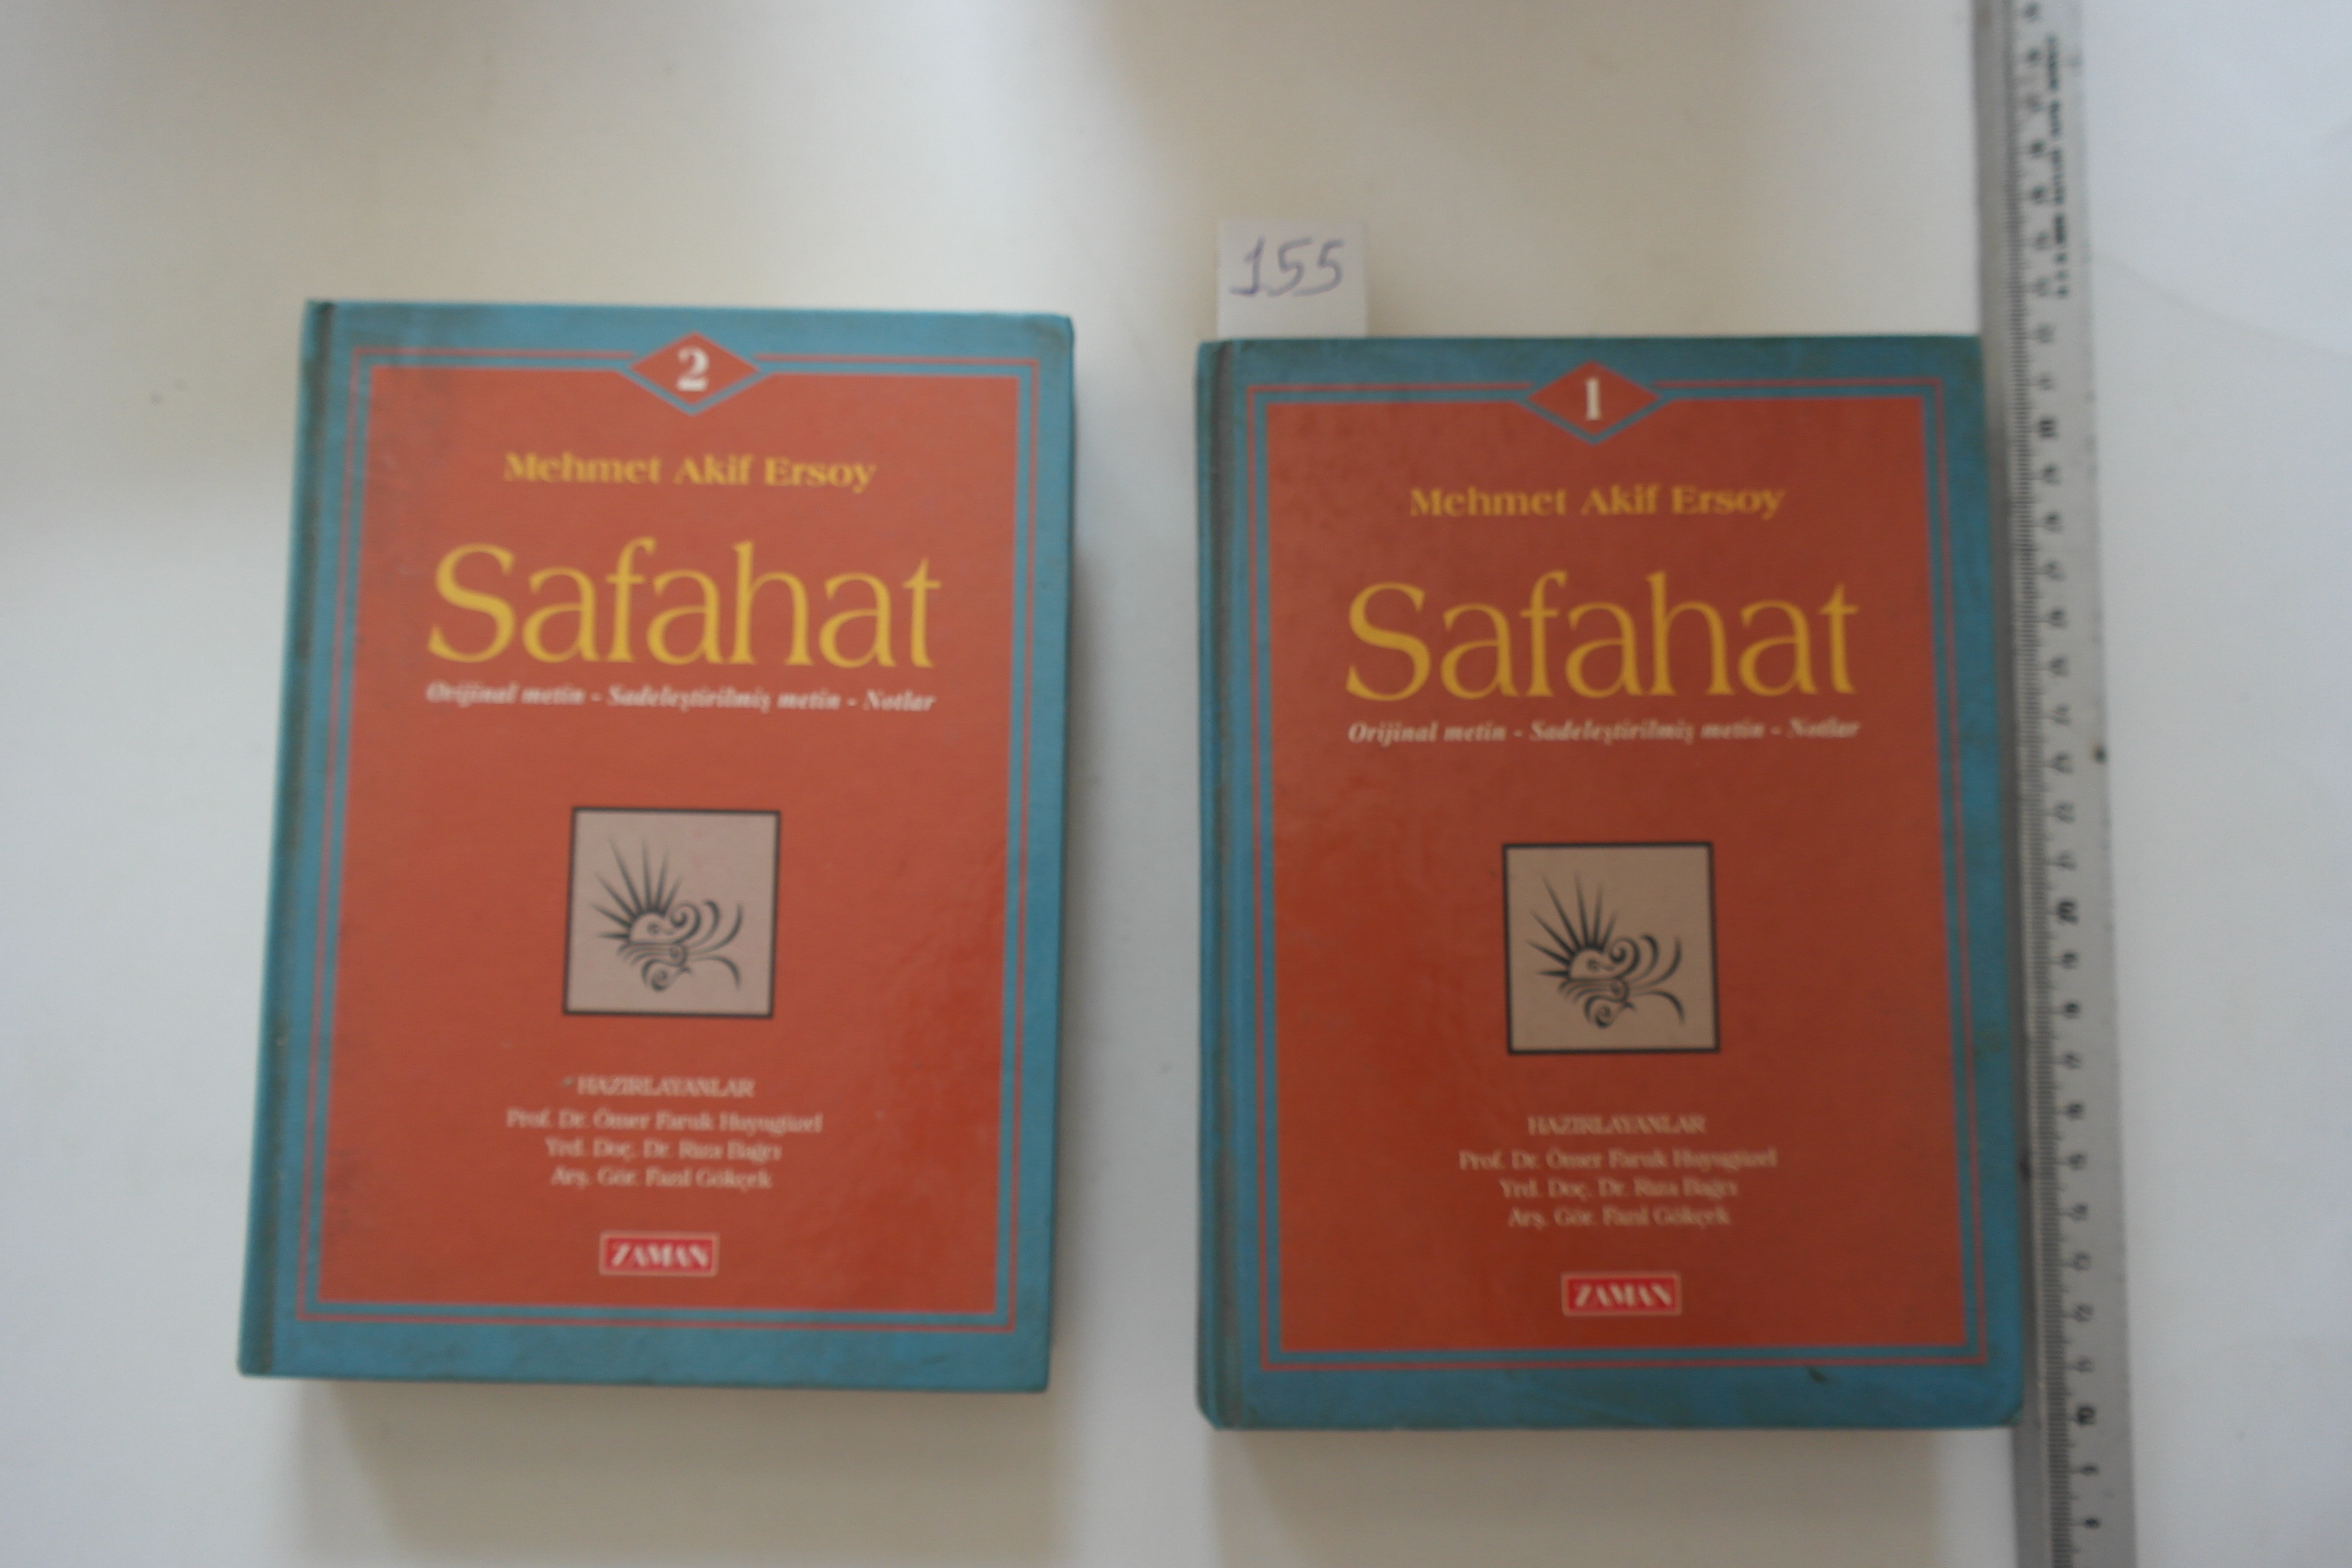 2
Mehmet Akif Ersoy
Safahat
Orijinal metin - Sadeleştirilmiş metin - Notlar
HAZIRLAYANLAR
Prof. Dr. Ömer Faruk Huyugüzel
Yrd. Doç. Dr. Rıza Bağcı
Arş. Gör. Fazıl Gökçek
ZAMAN
155
1
Mehmet Akif Ersoy
Safahat
Orijinal metin - Sadeleştirilmiş metin - Notlar
HAZIRLAYANLAR
Prof. Dr. Ömer Faruk Huyugüzel
Yrd. Doç. Dr. Rıza Bağcı
Arş. Gör. Fazıl Gökçek
ZAMAN